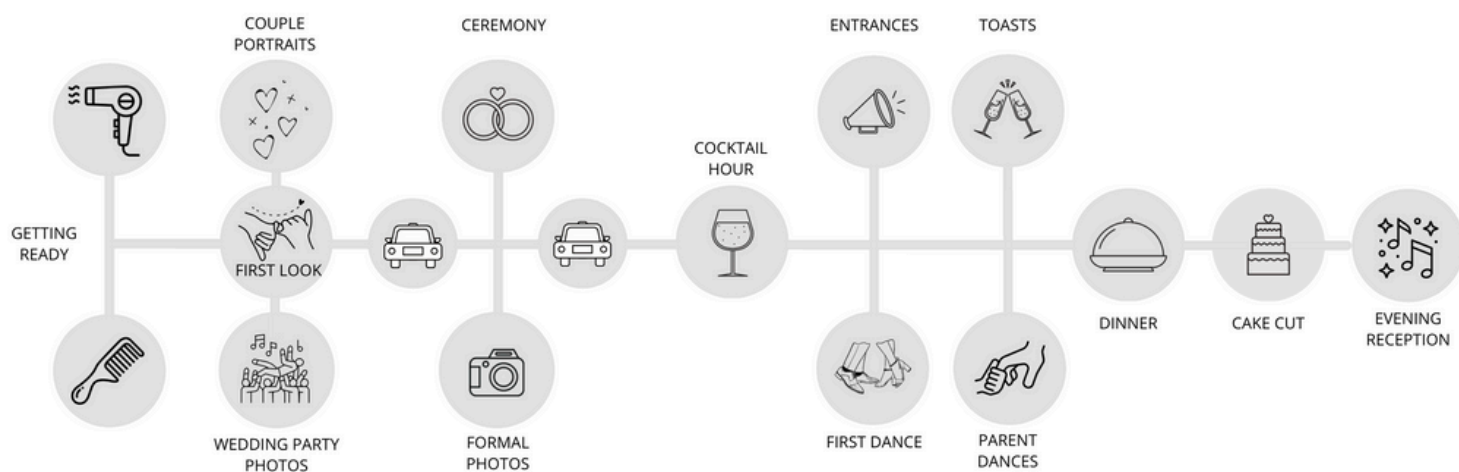 GETTING
READY
COUPLE
PORTRAITS
FIRST LOOK
WEDDING PARTY
PHOTOS
CEREMONY
FORMAL
PHOTOS
COCKTAIL
HOUR
ENTRANCES
FIRST DANCE
TOASTS
PARENT
DANCES
DINNER
CAKE CUT
EVENING
RECEPTION